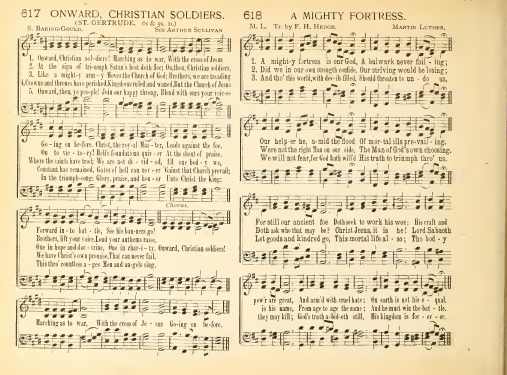 617 ONWARD, CHRISTIAN SOLDIERS.
(ST. GERTRUDE. 6s & 5s. D.)
S. BARING-GOULD. SIR ARTHUR SULLIVAN
1. Onward, Christian sol-diers! Marching as to war, With the cross of Jesus
2. At the sign of tri-umph Satan's host doth flee; On then, Christian soldiers,
3. Like a might-y arm-y Moves the Church of God; Brothers, we are treading
4. Crowns and thrones have perished, Kingdoms ruled and waned, But the Church of Jesus
5. Onward, then, ye peo-ple! Join our happy throng, Blend with ours your voic-es
Go-ing on be-fore. Christ, the roy-al Mas-ter, Leads against the foe,
On to vic-to-ry! Hell's foundations quiv-er At the shout of praise.
Where the saints have trod; We are not di-vid-ed, All our bod-y we,
Constant has remained. Gates of hell can nev-er 'Gainst that Church prevail;
In the triumph-song; Glory, praise, and hon-or Unto Christ the king:
Chorus.
Forward in-to bat-tle, See his banners go!
Brothers, lift your voice, Loud your anthems raise.
One in hope and doc-trine, One in char-i-ty. Onward, Christian soldiers!
We have Christ's own promise, That can never fail.
This thro' countless a-ges Men and an-gels sing.
Marching as to war, With the cross of Je-sus Go-ing on be-fore.
618 A MIGHTY FORTRESS.
M. L. Tr. by F. H. HEDGE. MARTIN LUTHER.
1. A might-y fortress is our God, A bulwark never fail-ing;
2. Did we in our own strength confide, Our striving would be losing;
3. And tho' this world, with dev-ils filled, Should threaten to un-do us,
Our help-er he, a-mid the flood Of mor-tal ills pre-vail-ing.
Were not the right Man on our side, The Man of God's own choosing.
We will not fear, for God hath willed His truth to triumph thro' us.
For still our ancient foe Doth seek to work his woe; His craft and
Doth ask who that may be? Christ Jesus, it is he! Lord Sabaoth
Let goods and kindred go, This mortal life al-so; The bod-y
pow'r are great, And arm'd with cruel hate; On earth is not his e-qual.
is his name, From age to age the same; And he must win the bat-tle.
they may kill; God's truth a-bid-eth still, His kingdom is for-ev-er.